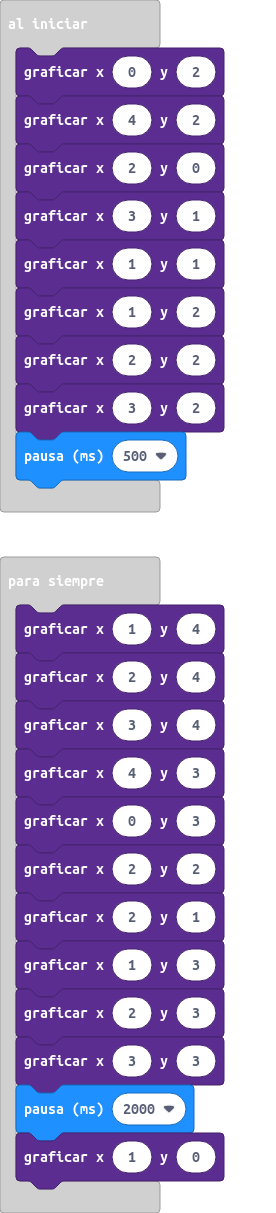 al iniciar
graficar x 0 y 2
graficar x 4 y 2
graficar x 2 y 0
graficar x 3 y 1
graficar x 1 y 1
graficar x 1 y 2
graficar x 2 y 2
graficar x 3 y 2
pausa (ms) 500
para siempre
graficar x 1 y 4
graficar x 2 y 4
graficar x 3 y 4
graficar x 4 y 3
graficar x 0 y 3
graficar x 2 y 2
graficar x 2 y 1
graficar x 1 y 3
graficar x 2 y 3
graficar x 3 y 3
pausa (ms) 2000
graficar x 1 y 0